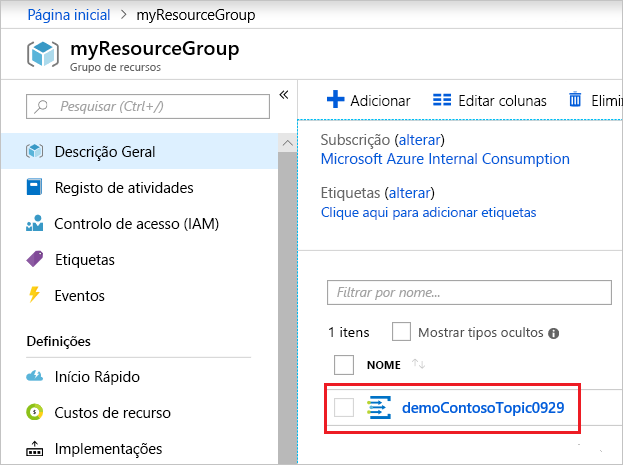 Página inicial > myResourceGroup
myResourceGroup
Grupo de recursos
Pesquisar (Ctrl+/)
«
Descrição Geral
Registo de atividades
Controlo de acesso (IAM)
Etiquetas
Eventos
Definições
Início Rápido
Custos de recurso
Implementações
Adicionar
Editar colunas
Elimi
Subscrição (alterar)
Microsoft Azure Internal Consumption
Etiquetas (alterar)
Clique aqui para adicionar etiquetas
Filtrar por nome...
1 itens
Mostrar tipos ocultos
NOME
demoContosoTopic0929